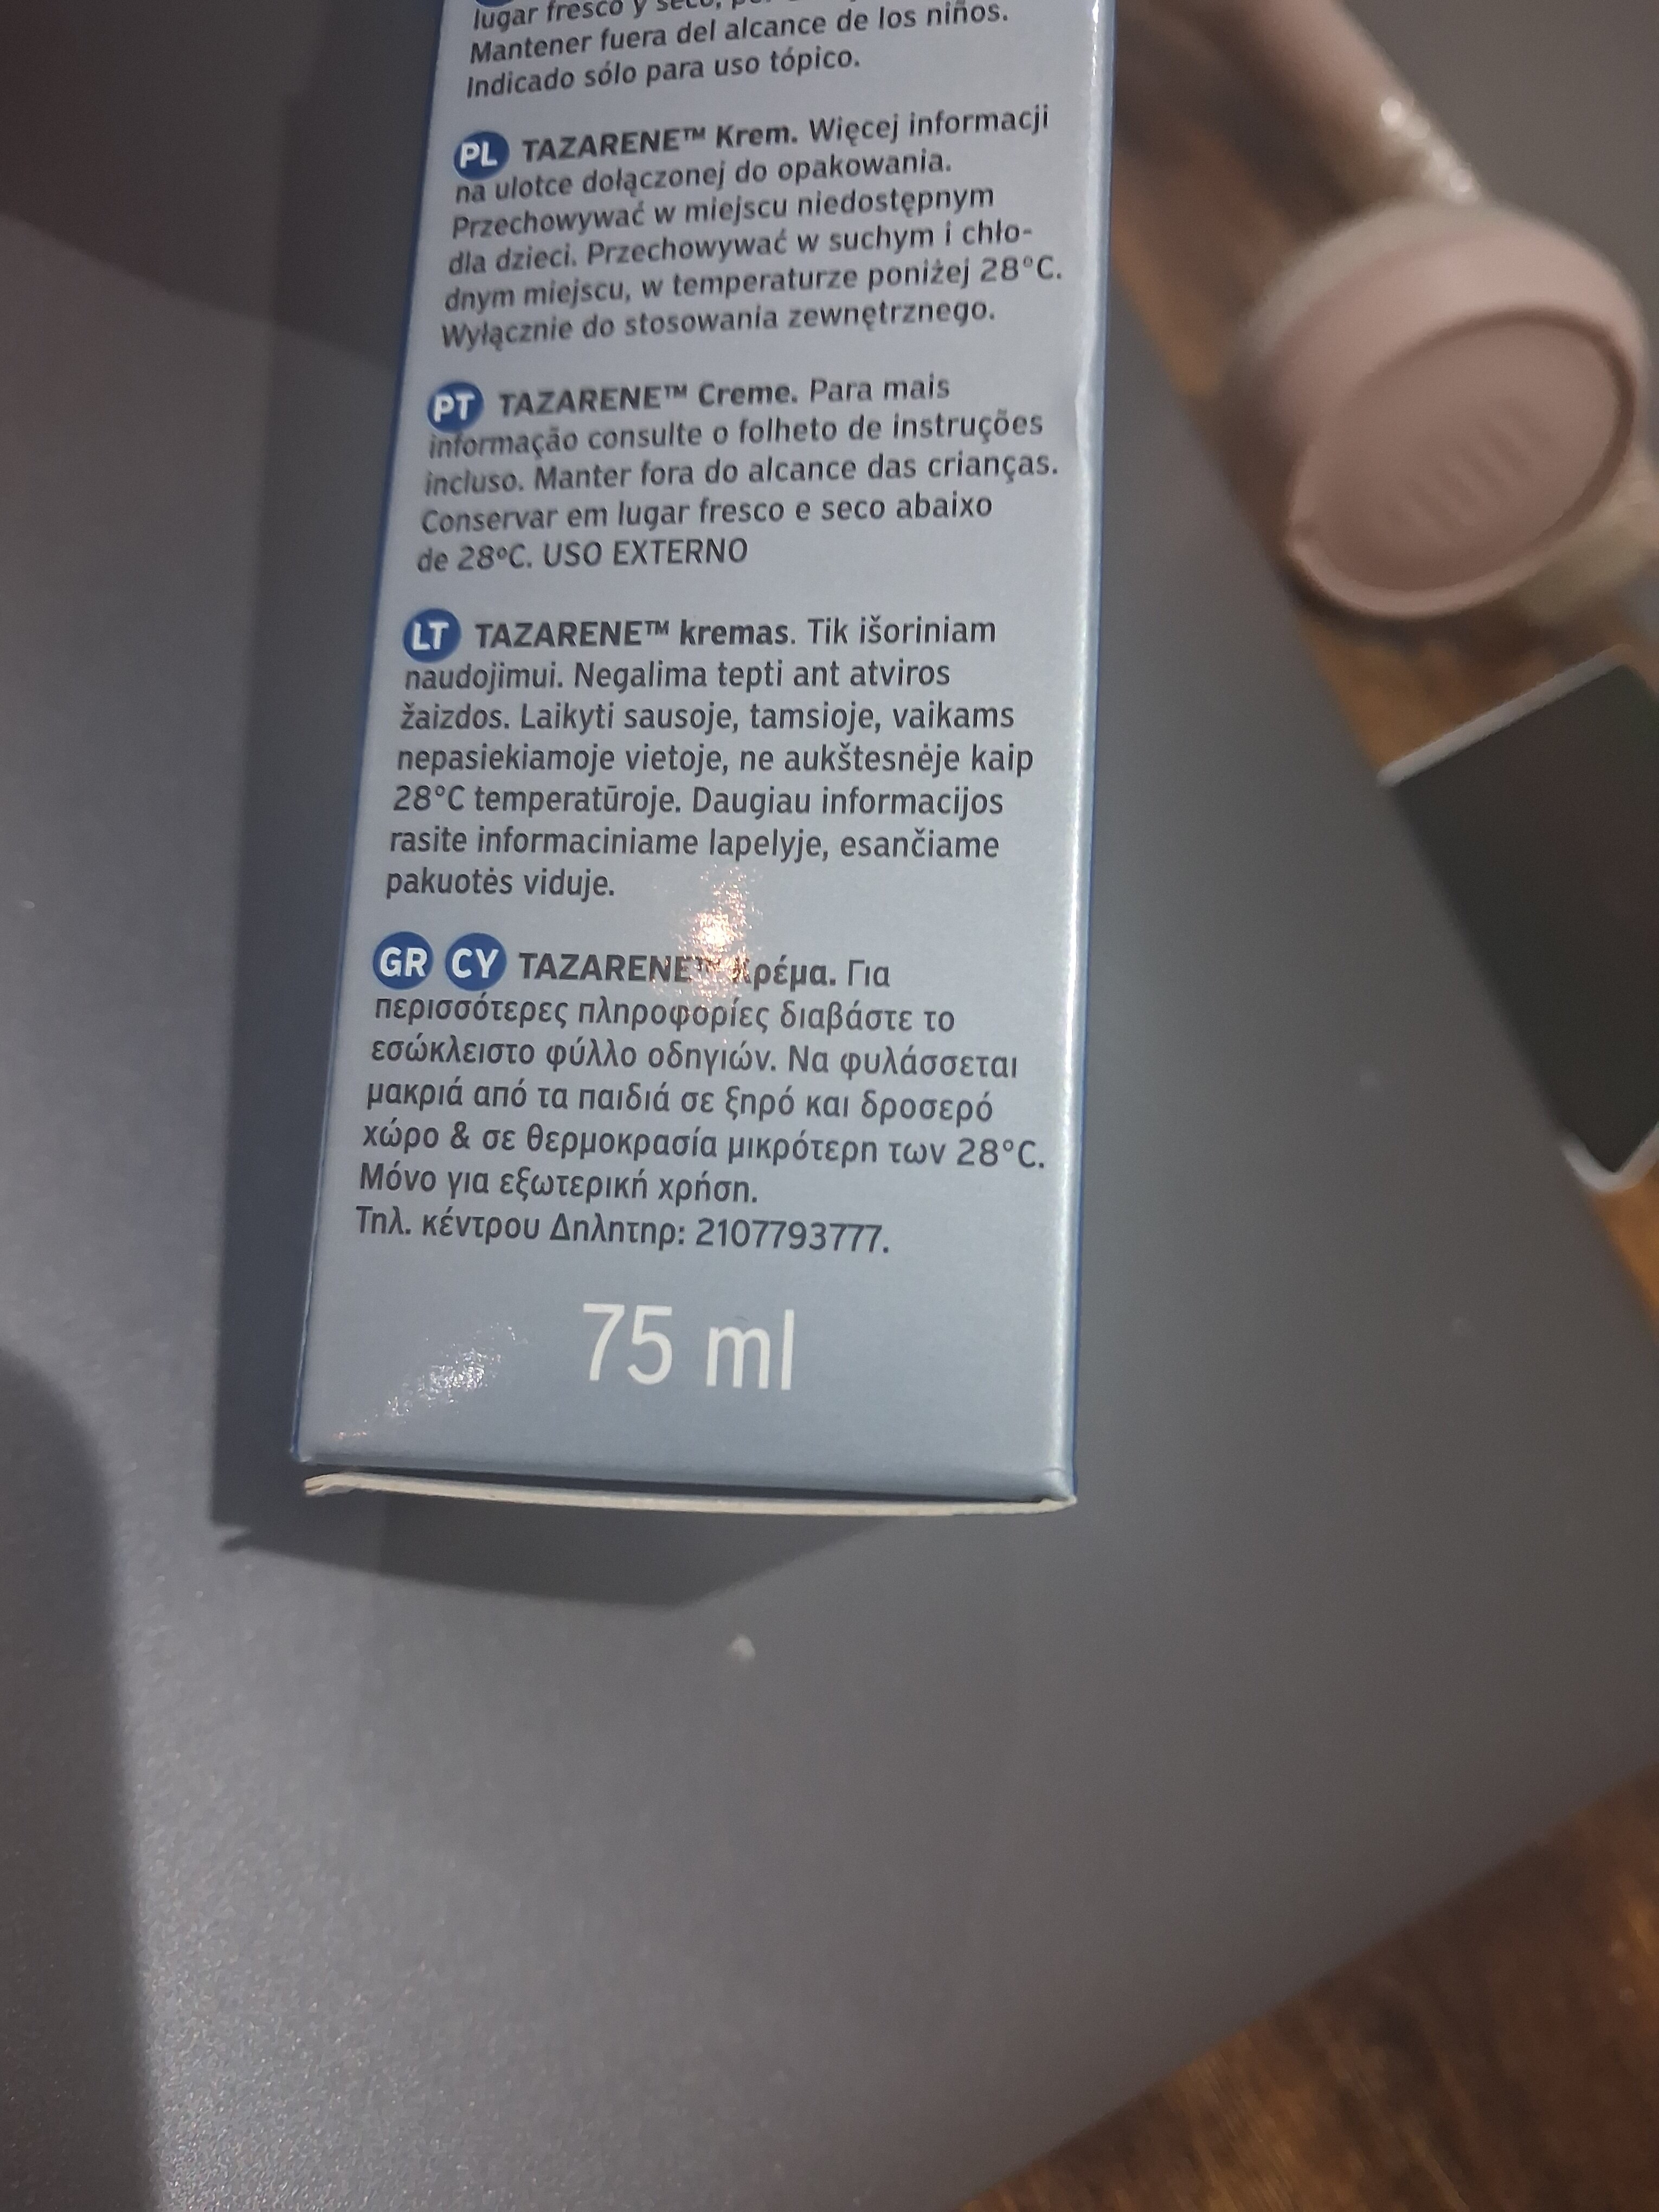 lugar fresco y seco,
Mantener fuera del alcance de los niños.
Indicado sólo para uso tópico.
PL TAZARENE™ Krem. Więcej informacji
na ulotce dołączonej do opakowania.
Przechowywać w miejscu niedostępnym
dla dzieci. Przechowywać w suchym i chło-
dnym miejscu, w temperaturze poniżej 28°C.
Wyłącznie do stosowania zewnętrznego.
PT TAZARENE™ Creme. Para mais
informação consulte o folheto de instruções
incluso. Manter fora do alcance das crianças.
Conservar em lugar fresco e seco abaixo
de 28ºC. USO EXTERNO
LT TAZARENE™ kremas. Tik išoriniam
naudojimui. Negalima tepti ant atviros
žaizdos. Laikyti sausoje, tamsioje, vaikams
nepasiekiamoje vietoje, ne aukštesnėje kaip
28°C temperatūroje. Daugiau informacijos
rasite informaciniame lapelyje, esančiame
pakuotės viduje.
GR CY TAZARENE™ Κρέμα. Για
περισσότερες πληροφορίες διαβάστε το
εσώκλειστο φύλλο οδηγιών. Να φυλάσσεται
μακριά από τα παιδιά σε ξηρό και δροσερό
χώρο & σε θερμοκρασία μικρότερη των 28°C.
Μόνο για εξωτερική χρήση.
Τηλ. κέντρου Δηλητηρ: 2107793777.
75 ml